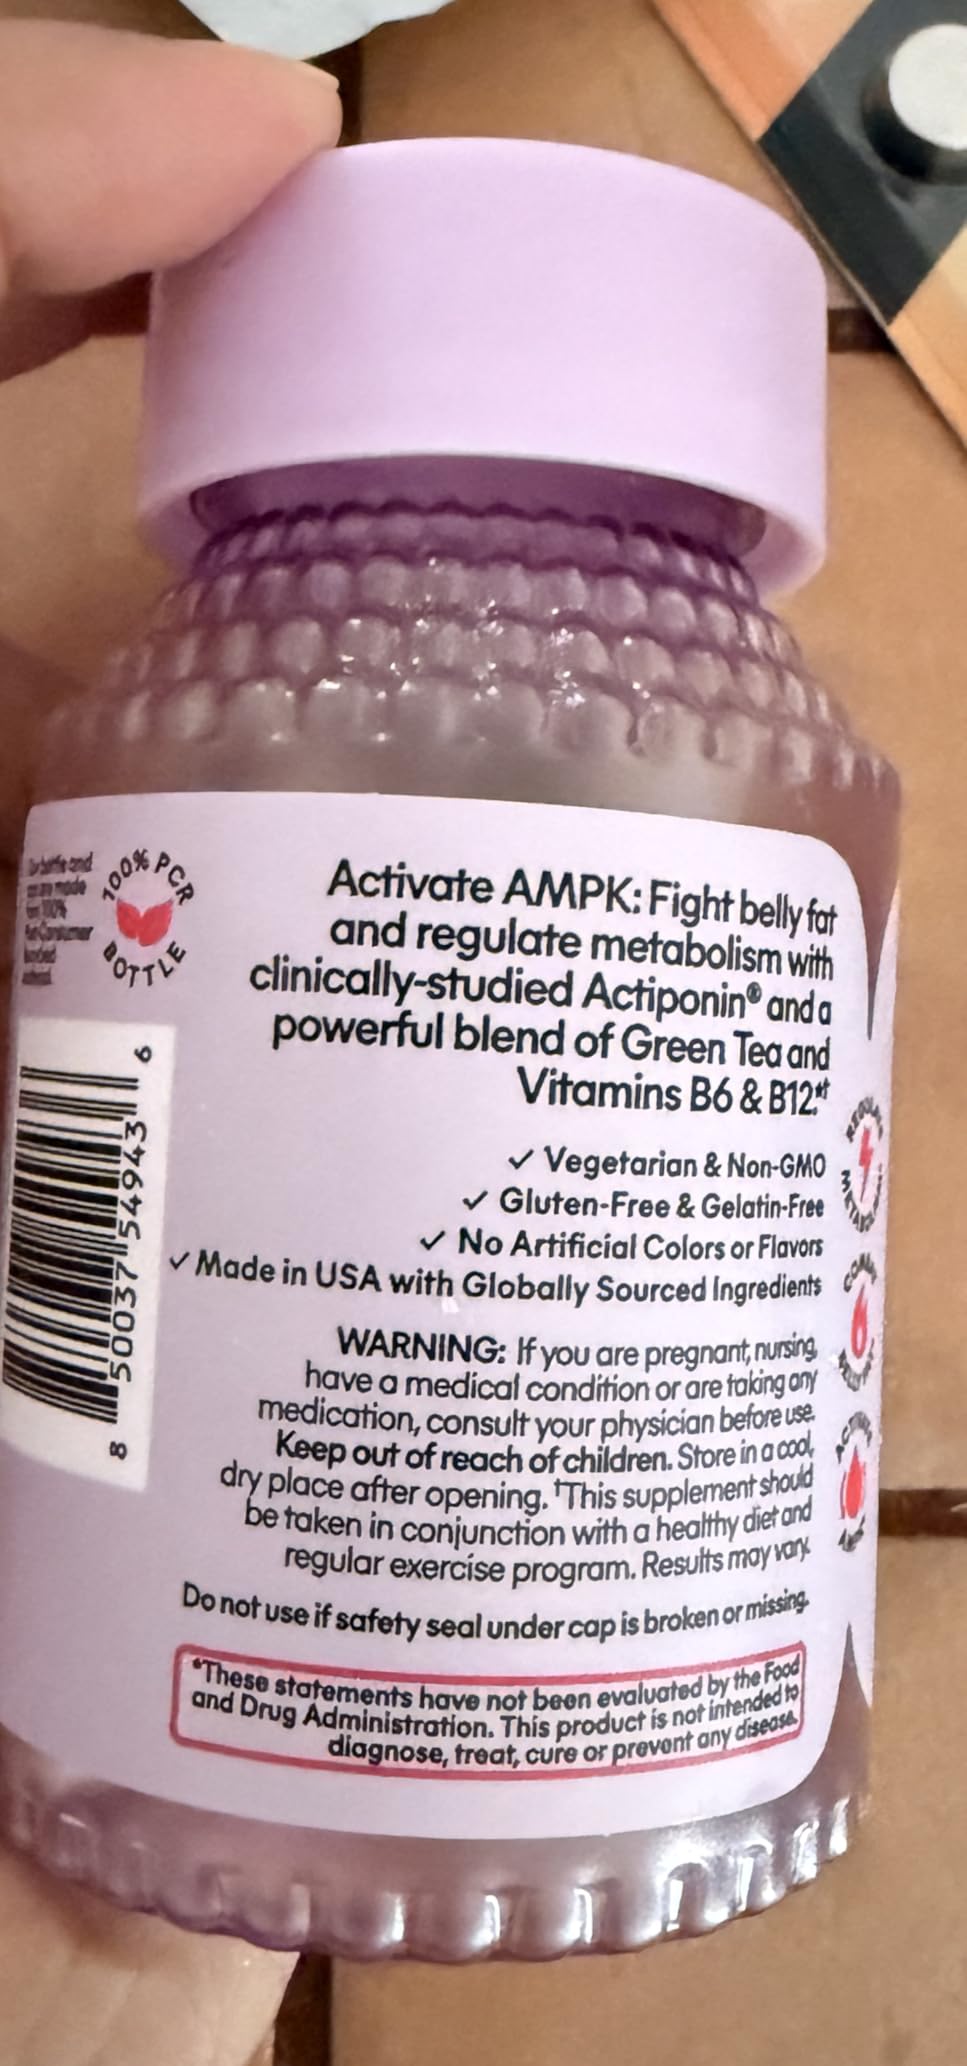 100% PCR
BOTTLE
Activate AMPK: Fight belly fat
and regulate metabolism with
clinically-studied Actiponin® and a
powerful blend of Green Tea and
Vitamins B6 & B12.*†
✓ Vegetarian & Non-GMO
✓ Gluten-Free & Gelatin-Free
✓ No Artificial Colors or Flavors
✓ Made in USA with Globally Sourced Ingredients
WARNING: If you are pregnant, nursing,
have a medical condition or are taking any
medication, consult your physician before use.
Keep out of reach of children. Store in a cool,
dry place after opening. †This supplement should
be taken in conjunction with a healthy diet and
regular exercise program. Results may vary.
Do not use if safety seal under cap is broken or missing.
*These statements have not been evaluated by the Food
and Drug Administration. This product is not intended to
diagnose, treat, cure or prevent any disease.
8 50037 54943 6